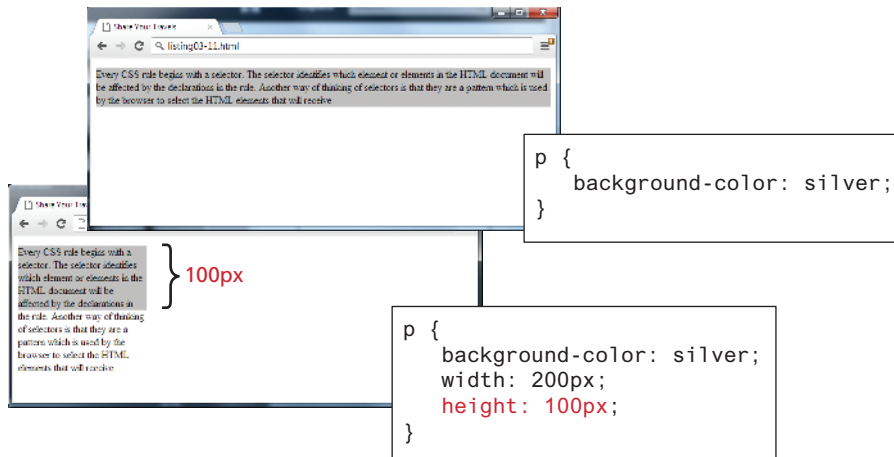 Share Your Travels
listing03-11.html
Every CSS rule begins with a selector. The selector identifies which element or elements in the HTML document will
be affected by the declarations in the rule. Another way of thinking of selectors is that they are a pattern which is used
by the browser to select the HTML elements that will receive
p {
background-color: silver;
}
Share Your Trav
Every CSS rule begins with a
selector. The selector identifies
which element or elements in the
HTML document will be
affected by the declarations in
the rule. Another way of thinking
of selectors is that they are a
pattern which is used by the
browser to select the HTML
elements that will receive
100px
p {
background-color: silver;
width: 200px;
height: 100px;
}